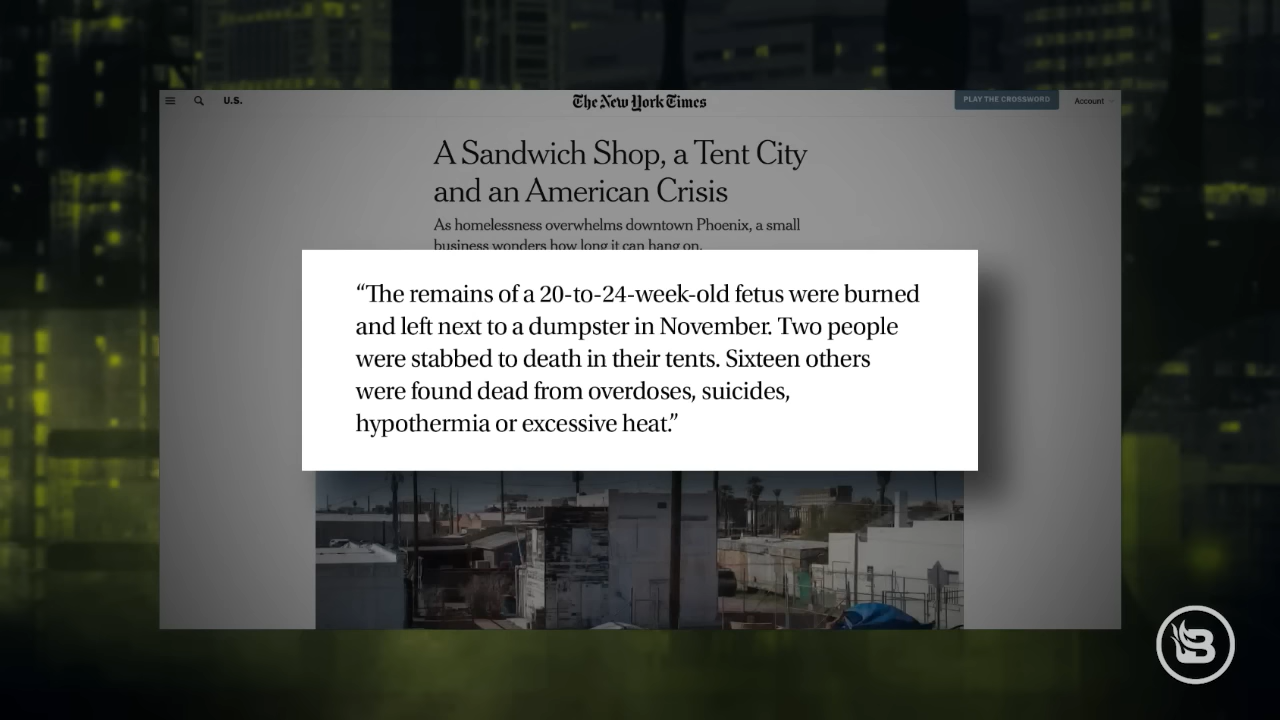 U.S.
The New York Times
PLAY THE CROSSWORD
Account
A Sandwich Shop, a Tent City
and an American Crisis
As homelessness overwhelms downtown Phoenix, a small
business wonders how long it can hang on.
“The remains of a 20-to-24-week-old fetus were burned
and left next to a dumpster in November. Two people
were stabbed to death in their tents. Sixteen others
were found dead from overdoses, suicides,
hypothermia or excessive heat.”
B